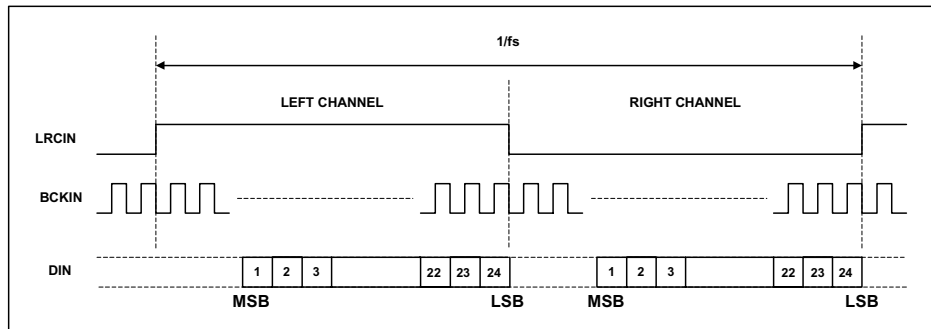 1/fs
LEFT CHANNEL RIGHT CHANNEL
LRCIN
BCKIN
DIN 1 2 3 22 23 24 1 2 3 22 23 24
MSB LSB MSB LSB